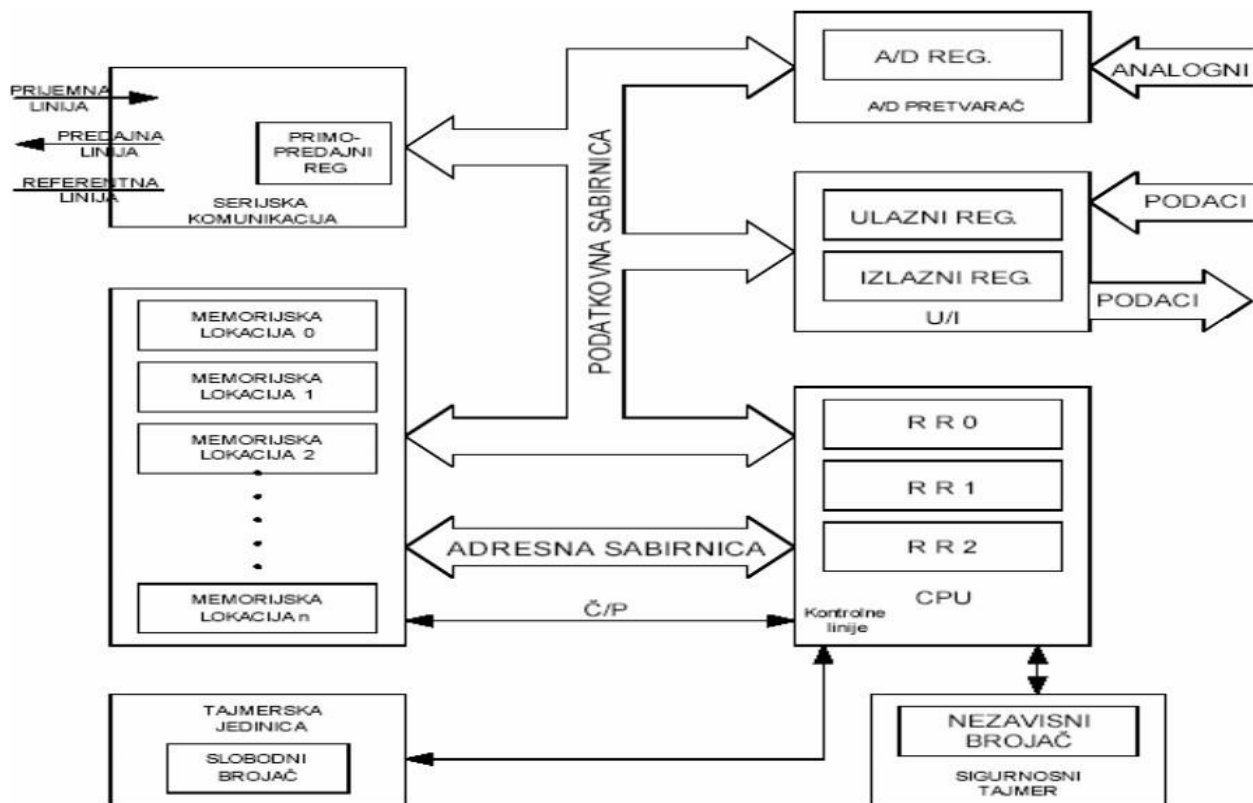 PRIJEMNA
LINIJA
PREDAJNA
LINIJA
REFERENTNA
LINIJA
PRIMO-
PREDAJNI
REG
SERIJSKA
KOMUNIKACIJA
A/D REG.
A/D PRETVARAČ
ANALOGNI
PODATKOVNA SABIRNICA
ULAZNI REG.
IZLAZNI REG.
U/I
PODACI
PODACI
MEMORIJSKA
LOKACIJA 0
MEMORIJSKA
LOKACIJA 1
MEMORIJSKA
LOKACIJA 2
MEMORIJSKA
LOKACIJA n
ADRESNA SABIRNICA
Č/P
R R 0
R R 1
R R 2
CPU
Kontrolne
linije
TAJMERSKA
JEDINICA
SLOBODNI
BROJAČ
NEZAVISNI
BROJAČ
SIGURNOSNI
TAJMER